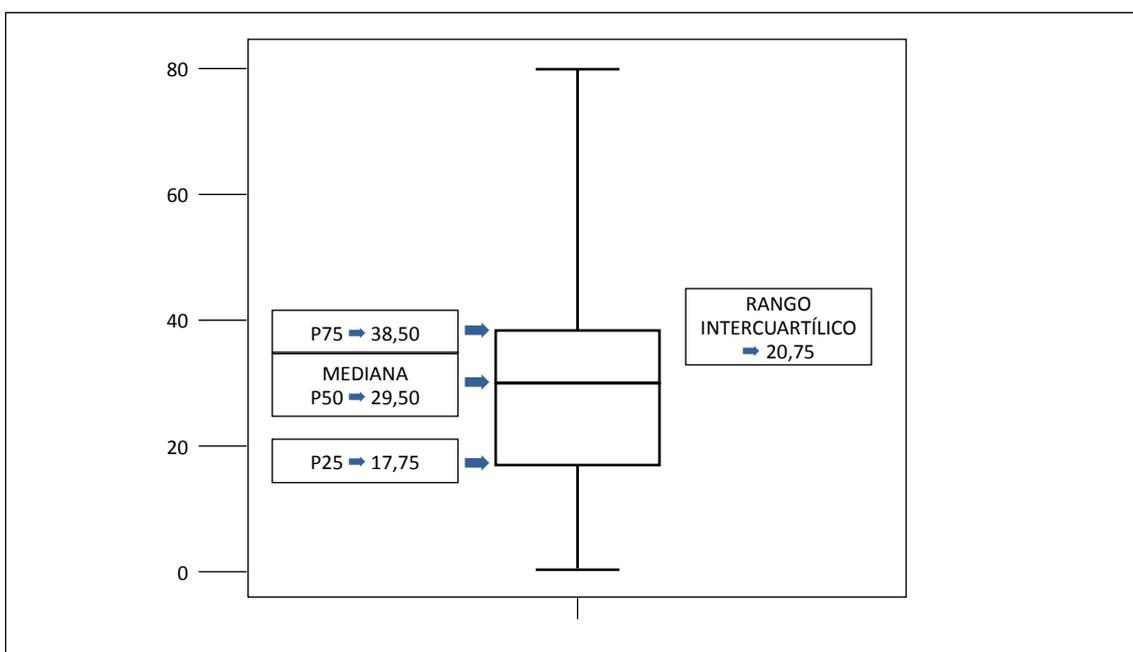 80
60
40
20
0
P75 ➡ 38,50
MEDIANA
P50 ➡ 29,50
P25 ➡ 17,75
RANGO
INTERCUARTÍLICO
➡ 20,75